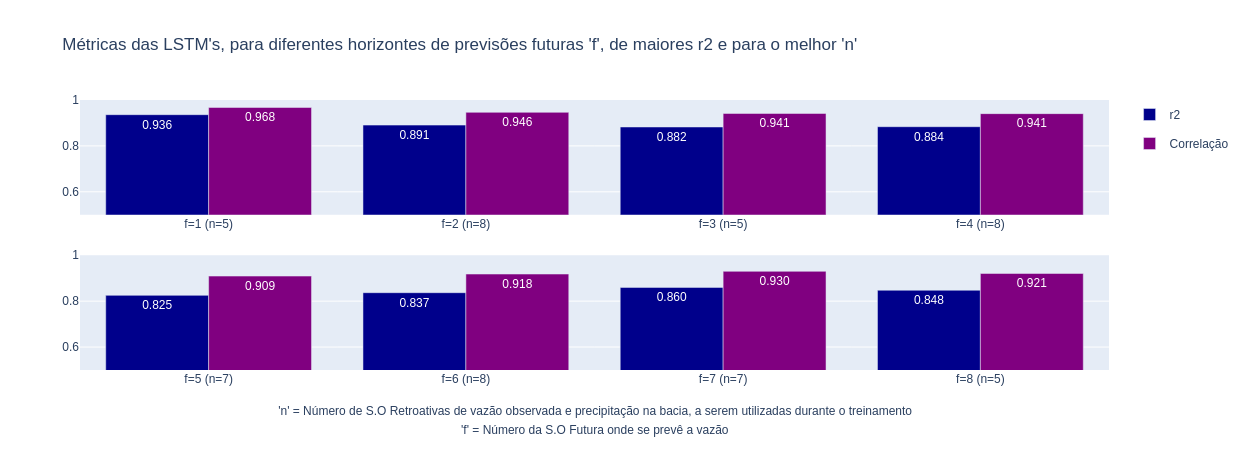 Métricas das LSTM's, para diferentes horizontes de previsões futuras 'f', de maiores r2 e para o melhor 'n'
1
0.8
0.6
0.936
0.968
0.891
0.946
0.882
0.941
0.884
0.941
r2
Correlação
f=1 (n=5)
f=2 (n=8)
f=3 (n=5)
f=4 (n=8)
1
0.8
0.6
0.825
0.909
0.837
0.918
0.860
0.930
0.848
0.921
f=5 (n=7)
f=6 (n=8)
f=7 (n=7)
f=8 (n=5)
'n' = Número de S.O Retroativas de vazão observada e precipitação na bacia, a serem utilizadas durante o treinamento
'f' = Número da S.O Futura onde se prevê a vazão